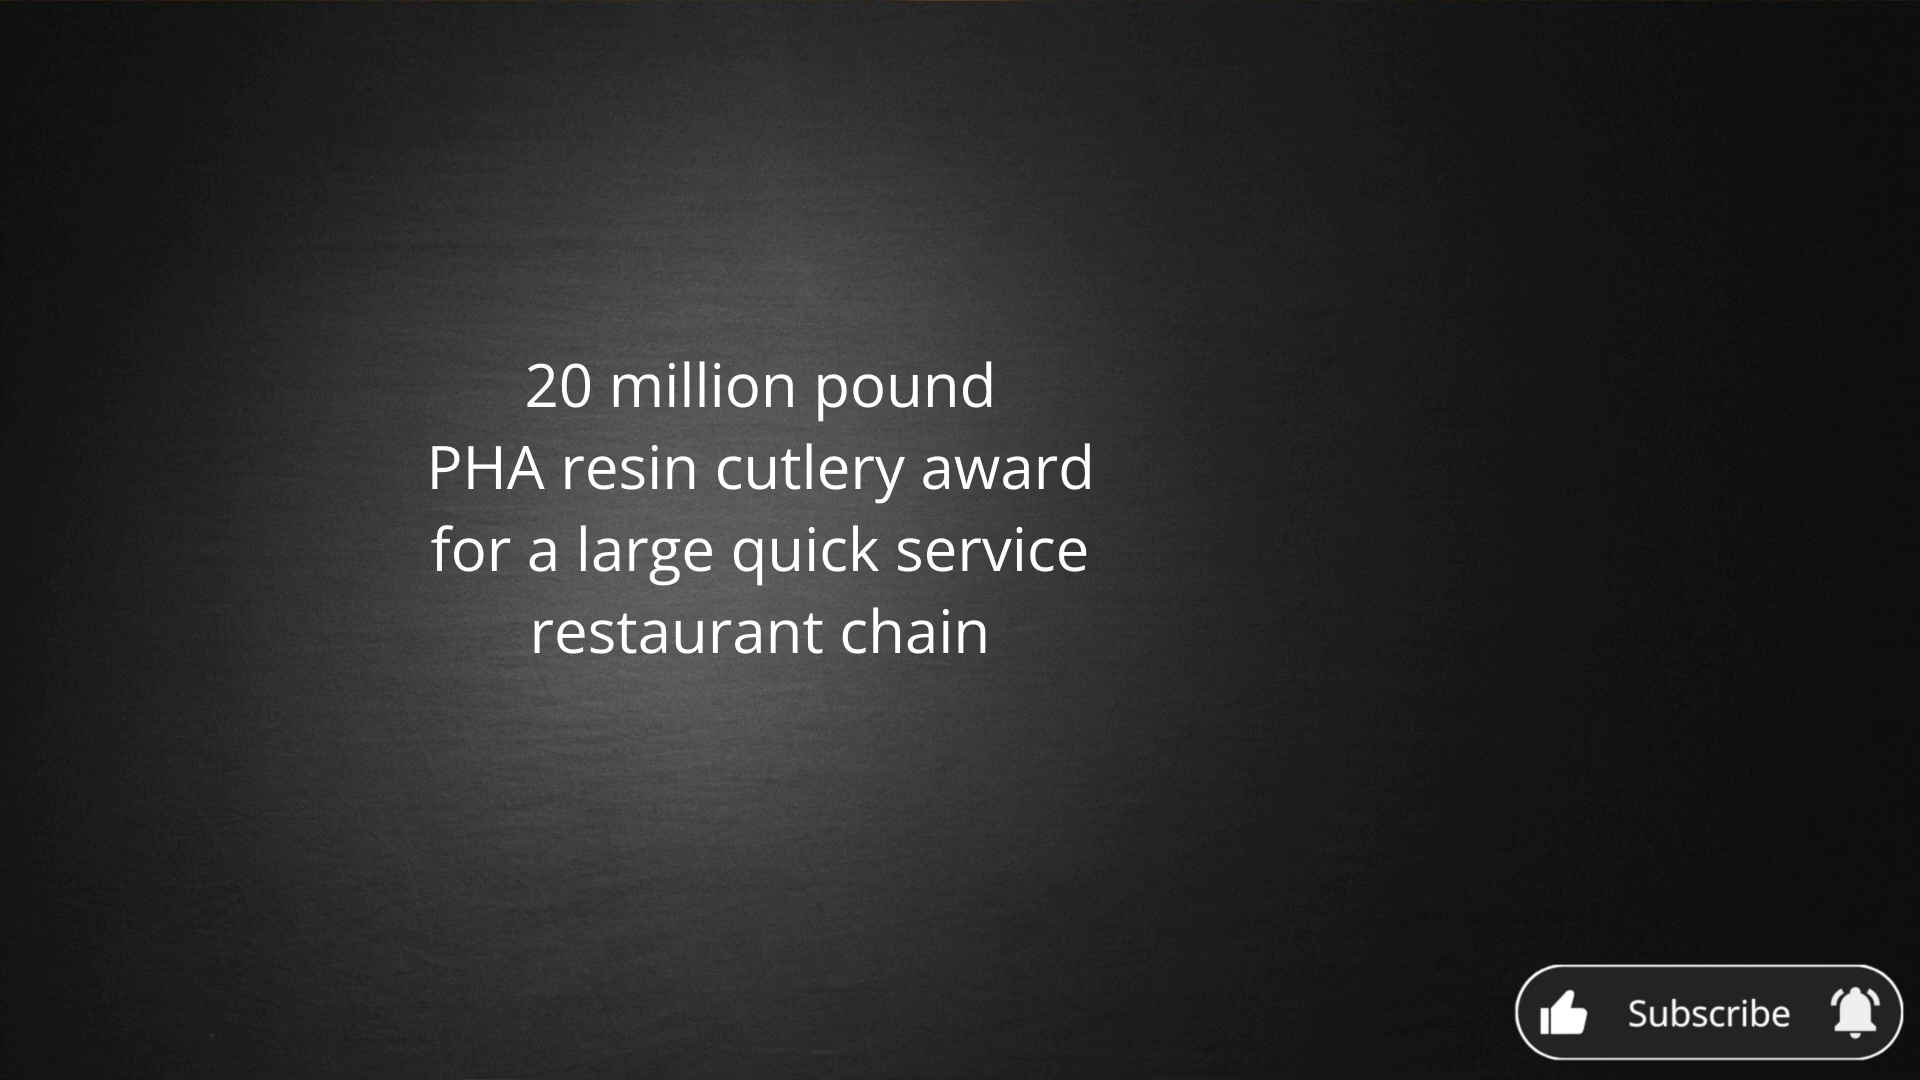 20 million pound
PHA resin cutlery award
for a large quick service
restaurant chain
Subscribe